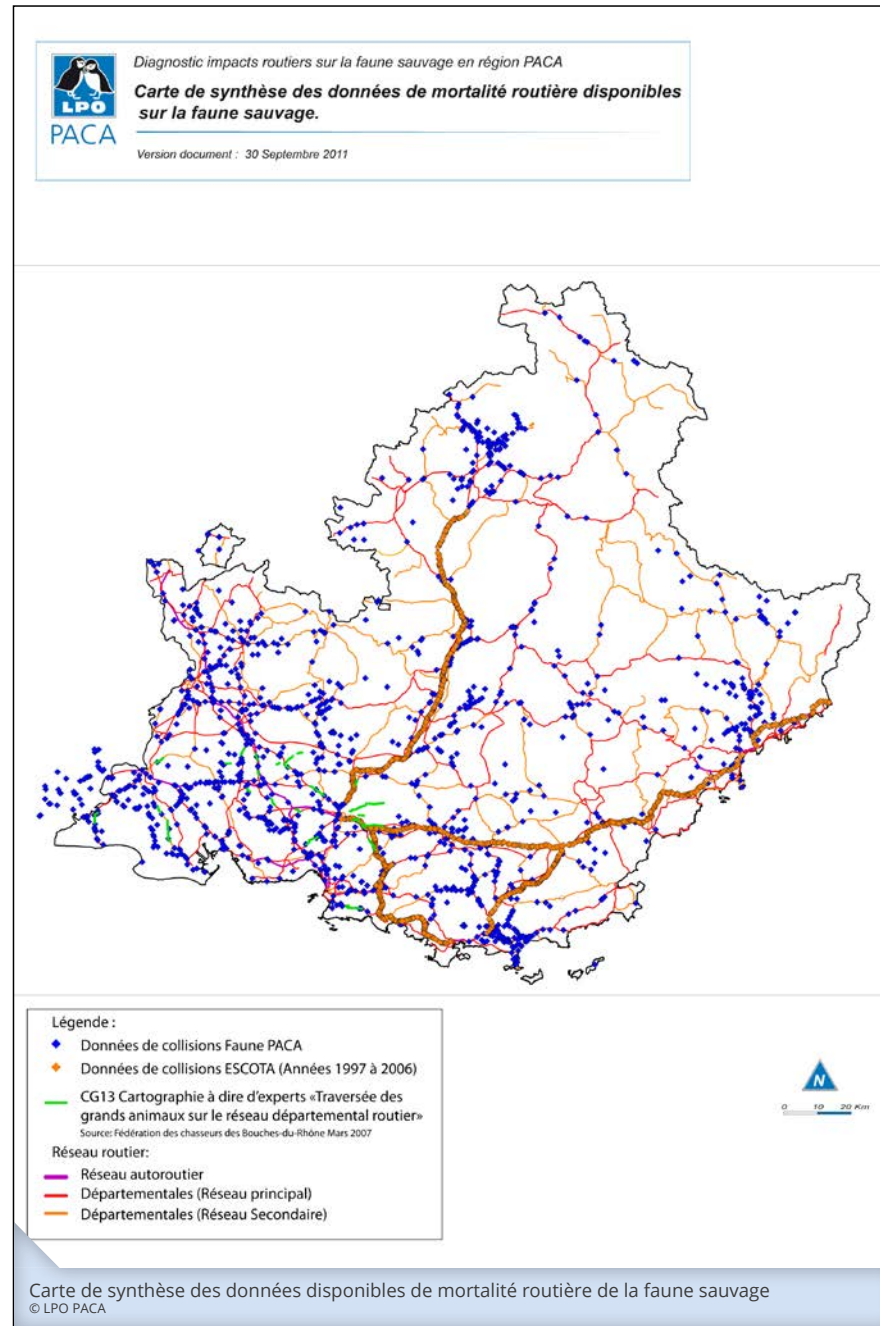 LPO
PACA
Diagnostic impacts routiers sur la faune sauvage en région PACA
Carte de synthèse des données de mortalité routière disponibles
sur la faune sauvage.
Version document : 30 Septembre 2011
Légende :
Données de collisions Faune PACA
Données de collisions ESCOTA (Années 1997 à 2006)
CG13 Cartographie à dire d'experts «Traversée des
grands animaux sur le réseau départemental routier»
Source: Fédération des chasseurs des Bouches-du-Rhône Mars 2007
Réseau routier:
Réseau autoroutier
Départementales (Réseau principal)
Départementales (Réseau Secondaire)
N
0 10 20 Km
Carte de synthèse des données disponibles de mortalité routière de la faune sauvage
© LPO PACA